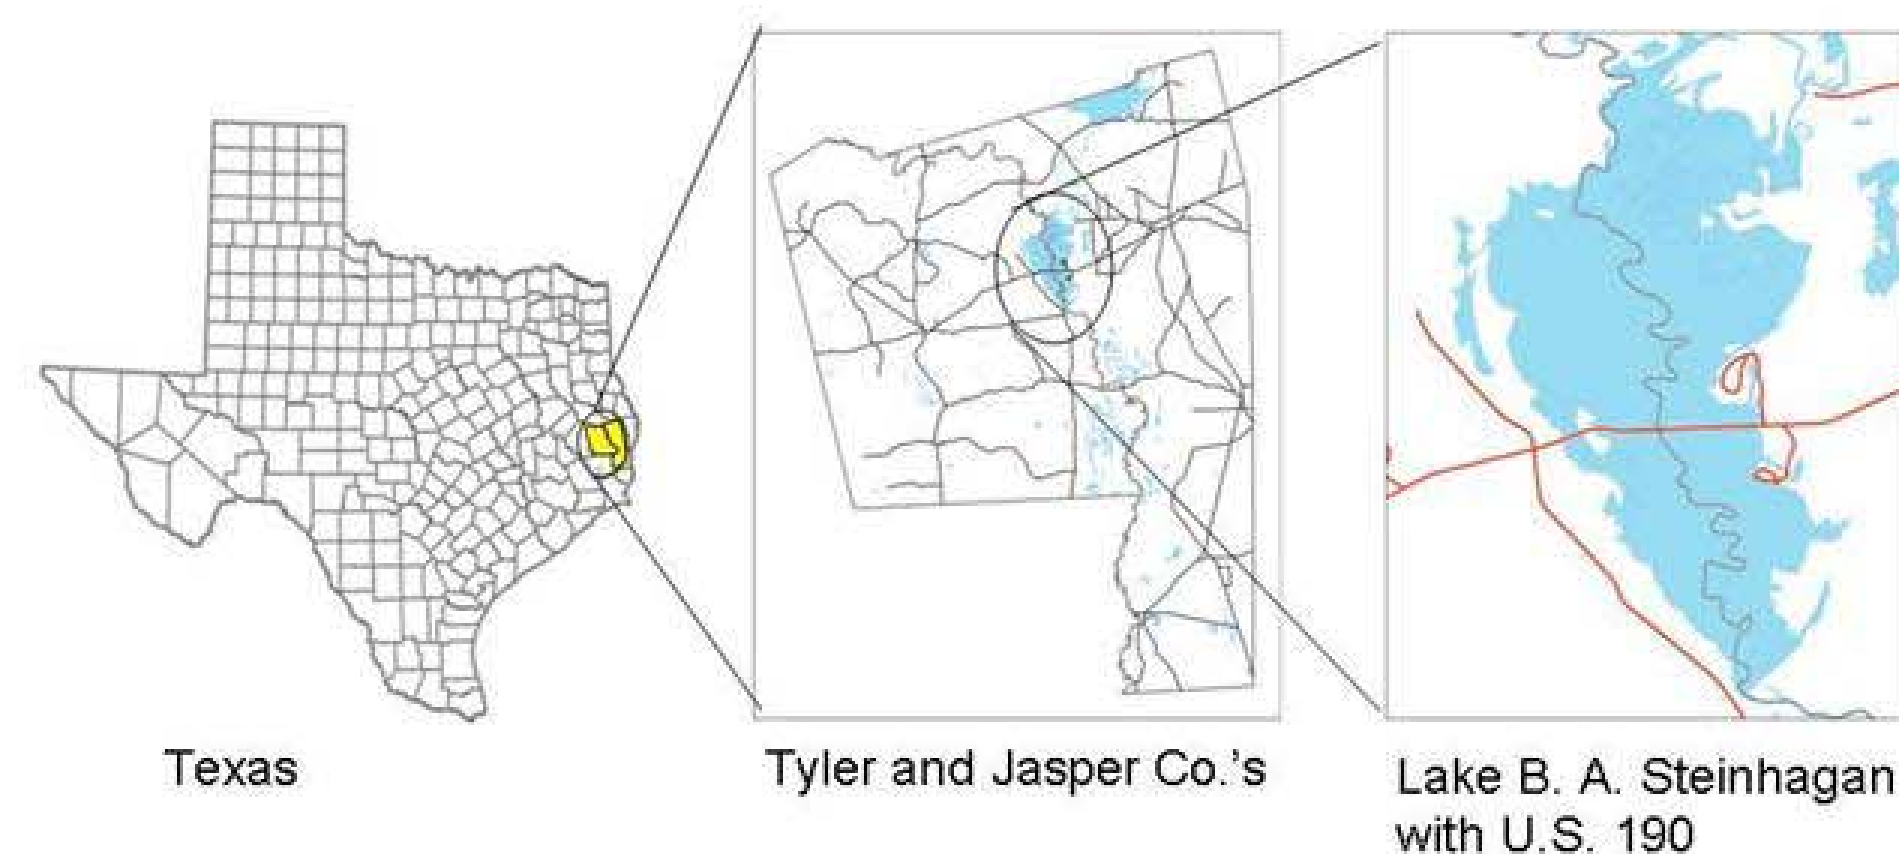 Texas
Tyler and Jasper Co.'s
Lake B. A. Steinhagan
with U.S. 190